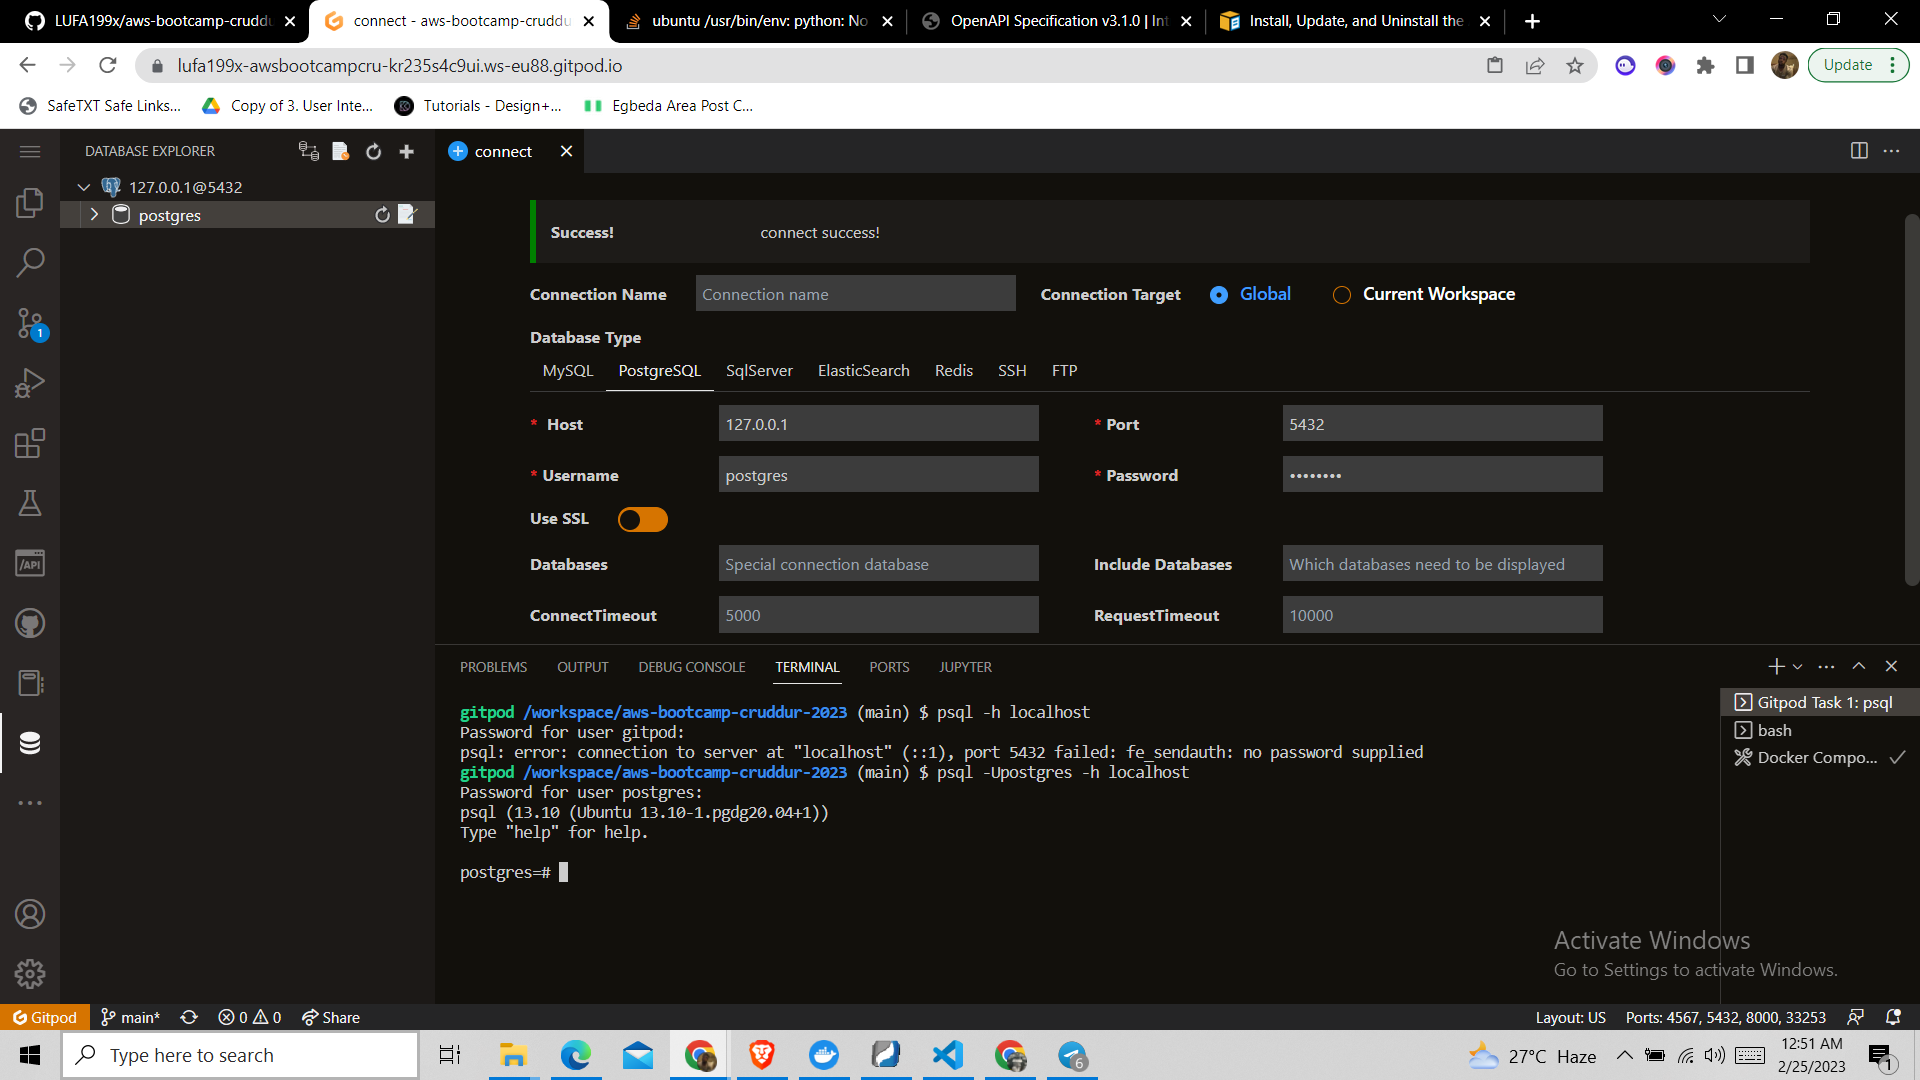 LUFA199x/aws-bootcamp-cruddu
connect - aws-bootcamp-cruddu
ubuntu /usr/bin/env: python: No
OpenAPI Specification v3.1.0 | Int
Install, Update, and Uninstall the
lufa199x-awsbootcampcru-kr235s4c9ui.ws-eu88.gitpod.io
Update
SafeTXT Safe Links...
Copy of 3. User Inte...
Tutorials - Design+...
Egbeda Area Post C...
DATABASE EXPLORER
127.0.0.1@5432
postgres
connect
Success! connect success!
Connection Name Connection name Connection Target Global Current Workspace
Database Type
MySQL PostgreSQL SqlServer ElasticSearch Redis SSH FTP
* Host 127.0.0.1 * Port 5432
* Username postgres * Password ••••••••
Use SSL
Databases Special connection database Include Databases Which databases need to be displayed
ConnectTimeout 5000 RequestTimeout 10000
PROBLEMS OUTPUT DEBUG CONSOLE TERMINAL PORTS JUPYTER
gitpod /workspace/aws-bootcamp-cruddur-2023 (main) $ psql -h localhost
Password for user gitpod:
psql: error: connection to server at "localhost" (::1), port 5432 failed: fe_sendauth: no password supplied
gitpod /workspace/aws-bootcamp-cruddur-2023 (main) $ psql -Upostgres -h localhost
Password for user postgres:
psql (13.10 (Ubuntu 13.10-1.pgdg20.04+1))
Type "help" for help.
postgres=#
Gitpod Task 1: psql
bash
Docker Compo...
1
/API
Activate Windows
Go to Settings to activate Windows.
Gitpod main* 0 0 Share Layout: US Ports: 4567, 5432, 8000, 33253
Type here to search
6
27°C Haze
12:51 AM
2/25/2023
1